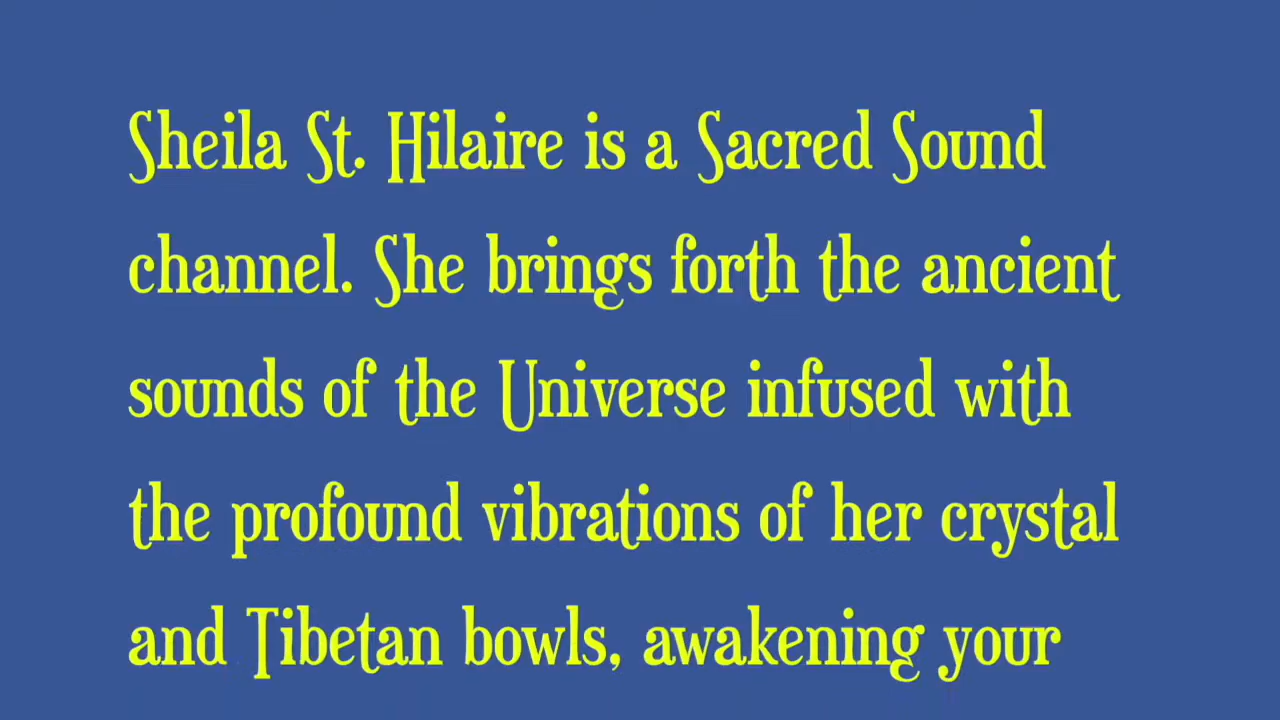 Sheila St. Hilaire is a Sacred Sound
channel. She brings forth the ancient
sounds of the Universe infused with
the profound vibrations of her crystal
and Tibetan bowls, awakening your